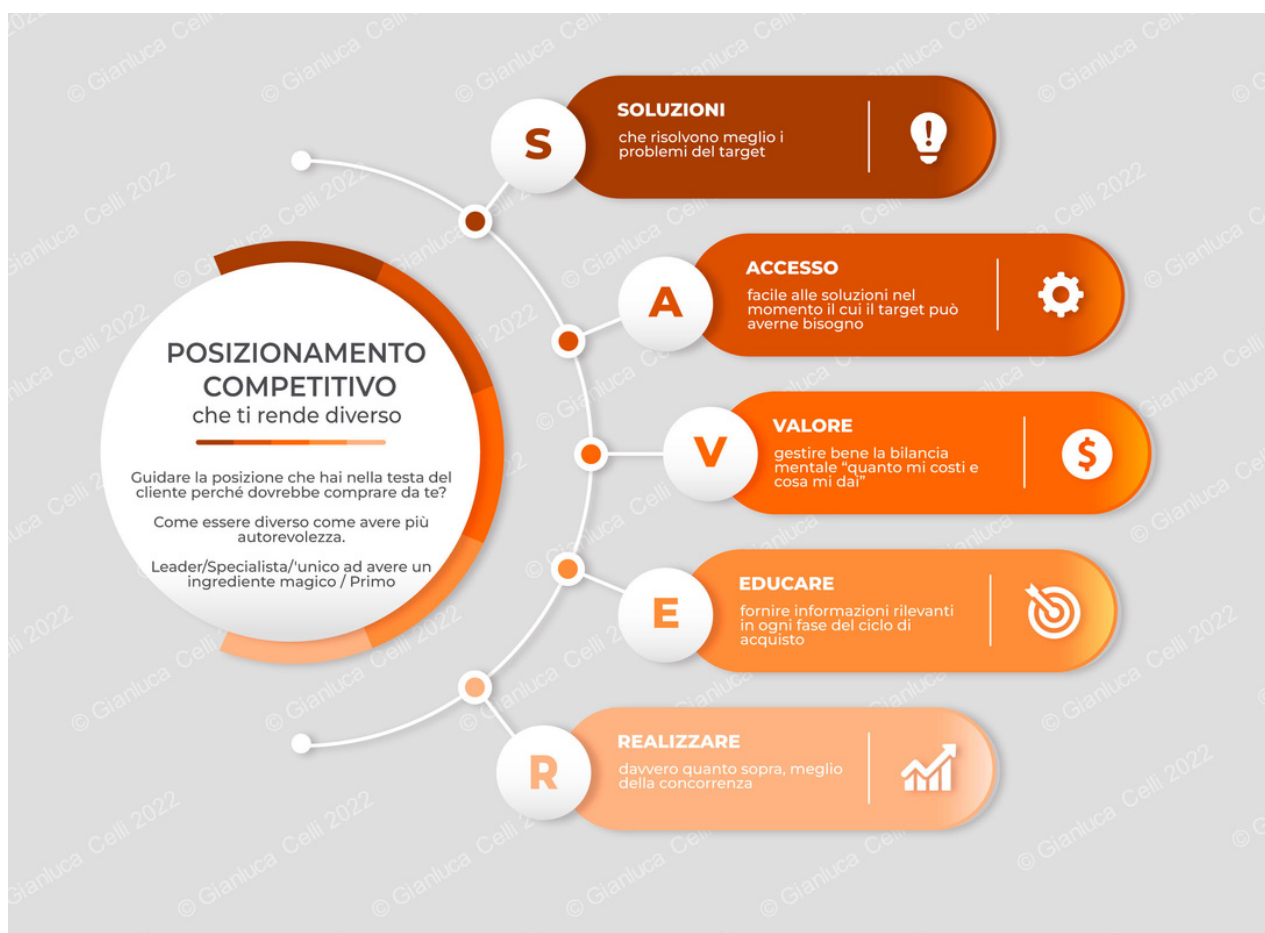 POSIZIONAMENTO
COMPETITIVO
che ti rende diverso
Guidare la posizione che hai nella testa del
cliente perché dovrebbe comprare da te?
Come essere diverso come avere più
autorevolezza.
Leader/Specialista/'unico ad avere un
ingrediente magico / Primo
S
SOLUZIONI
che risolvono meglio i
problemi del target
A
ACCESSO
facile alle soluzioni nel
momento il cui il target può
averne bisogno
V
VALORE
gestire bene la bilancia
mentale “quanto mi costi e
cosa mi dai”
E
EDUCARE
fornire informazioni rilevanti
in ogni fase del ciclo di
acquisto
R
REALIZZARE
davvero quanto sopra, meglio
della concorrenza
© Gianluca Celli 2022